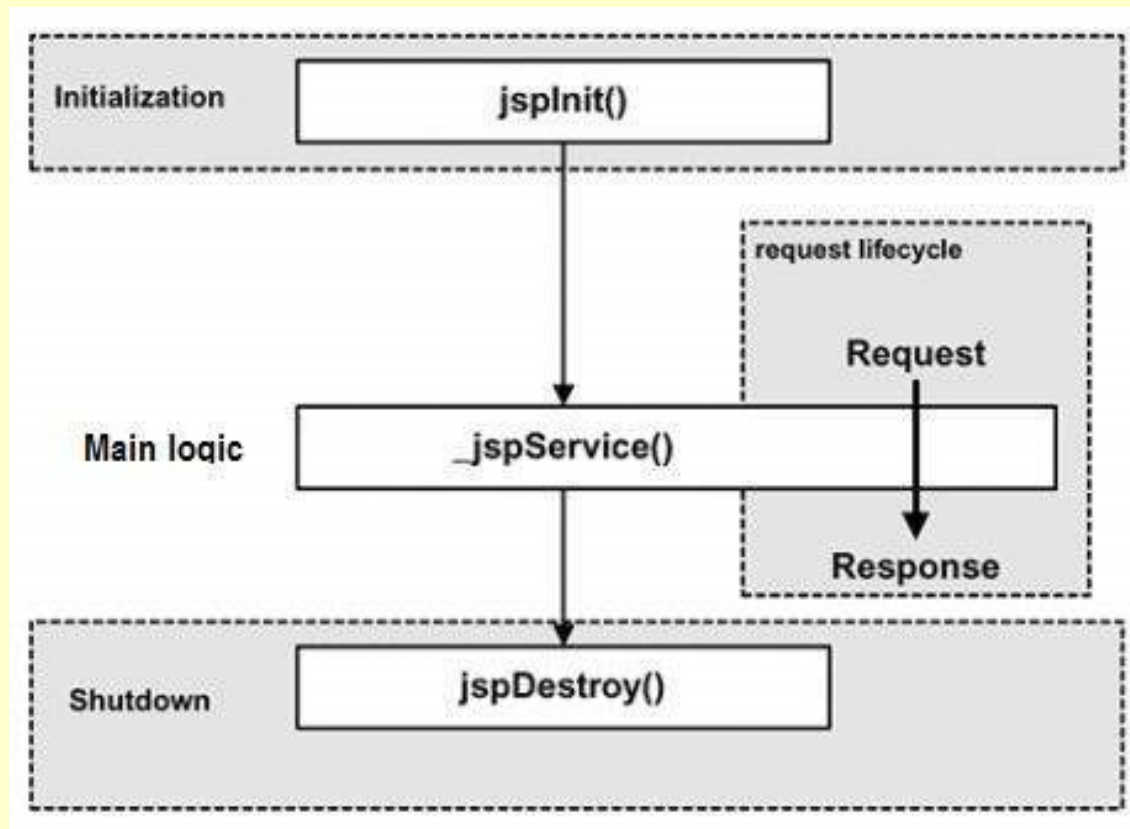 Initialization
jspInit()
request lifecycle
Request
Main logic
_jspService()
Response
Shutdown
jspDestroy()